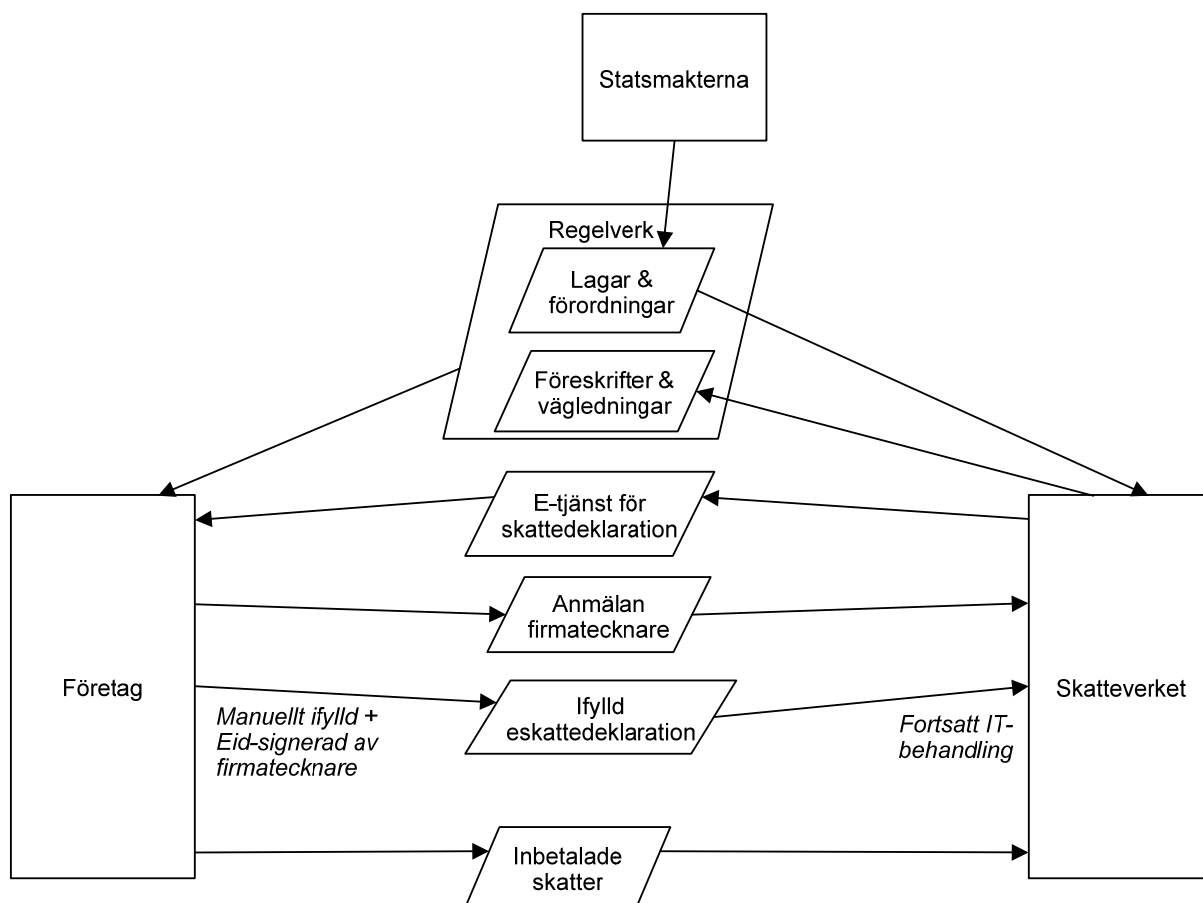 Statsmakterna
Regelverk
Lagar &
förordningar
Föreskrifter &
vägledningar
E-tjänst för
skattedeklaration
Anmälan
firmatecknare
Företag
Manuellt ifylld +
Eid-signerad av
firmatecknare
Ifylld
eskattedeklaration
Fortsatt IT-
behandling
Skatteverket
Inbetalade
skatter